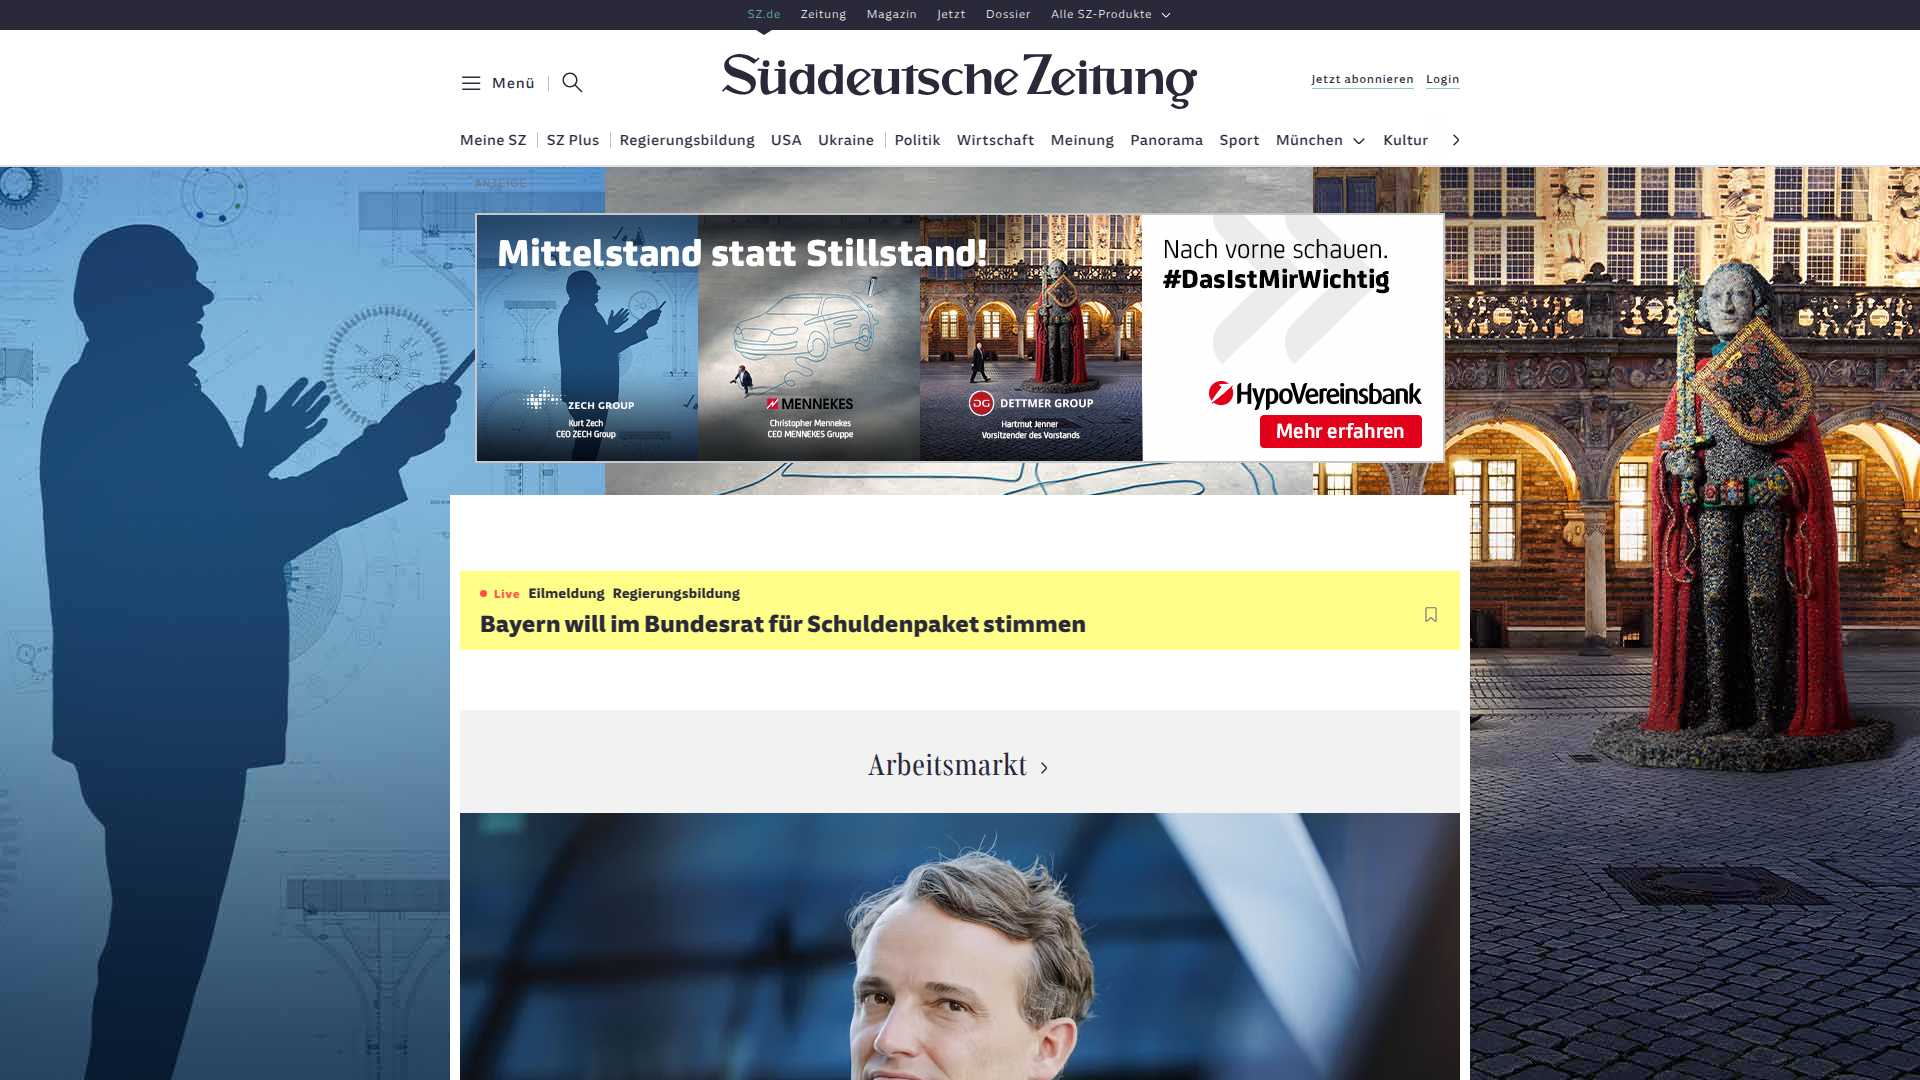 SZ.de Zeitung Magazin Jetzt Dossier Alle SZ-Produkte
Menü
Süddeutsche Zeitung
Jetzt abonnieren Login
Meine SZ SZ Plus Regierungsbildung USA Ukraine Politik Wirtschaft Meinung Panorama Sport München Kultur
ANZEIGE
Mittelstand statt Stillstand!
ZECH GROUP
Kurt Zech
CEO ZECH Group
MENNEKES
Christopher Mennekes
CEO MENNEKES Gruppe
DG DETTMER GROUP
Hartmut Jenner
Vorsitzender des Vorstands
Nach vorne schauen.
#DasIstMirWichtig
HypoVereinsbank
Mehr erfahren
Live Eilmeldung Regierungsbildung
Bayern will im Bundesrat für Schuldenpaket stimmen
Arbeitsmarkt